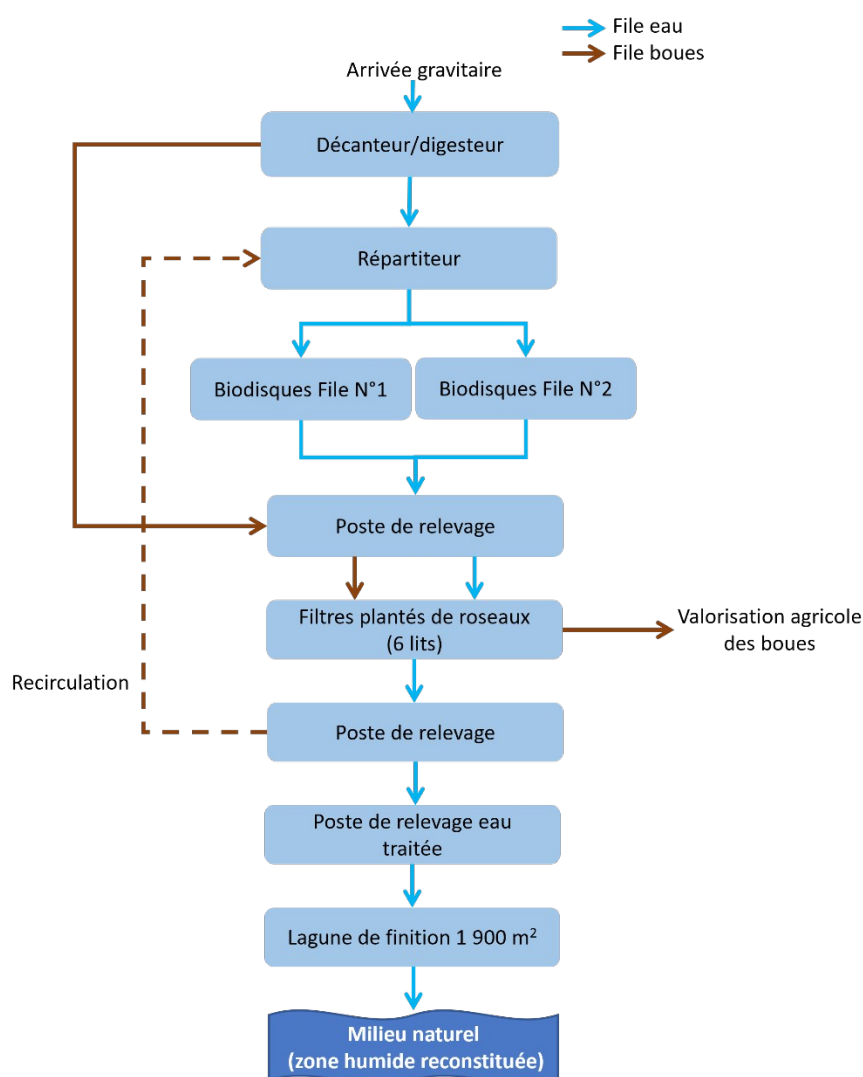 File eau
File boues
Arrivée gravitaire
Décanteur/digesteur
Répartiteur
Biodisques File N°1
Biodisques File N°2
Poste de relevage
Filtres plantés de roseaux
(6 lits)
Valorisation agricole
des boues
Recirculation
Poste de relevage
Poste de relevage eau
traitée
Lagune de finition 1 900 m²
Milieu naturel
(zone humide reconstituée)